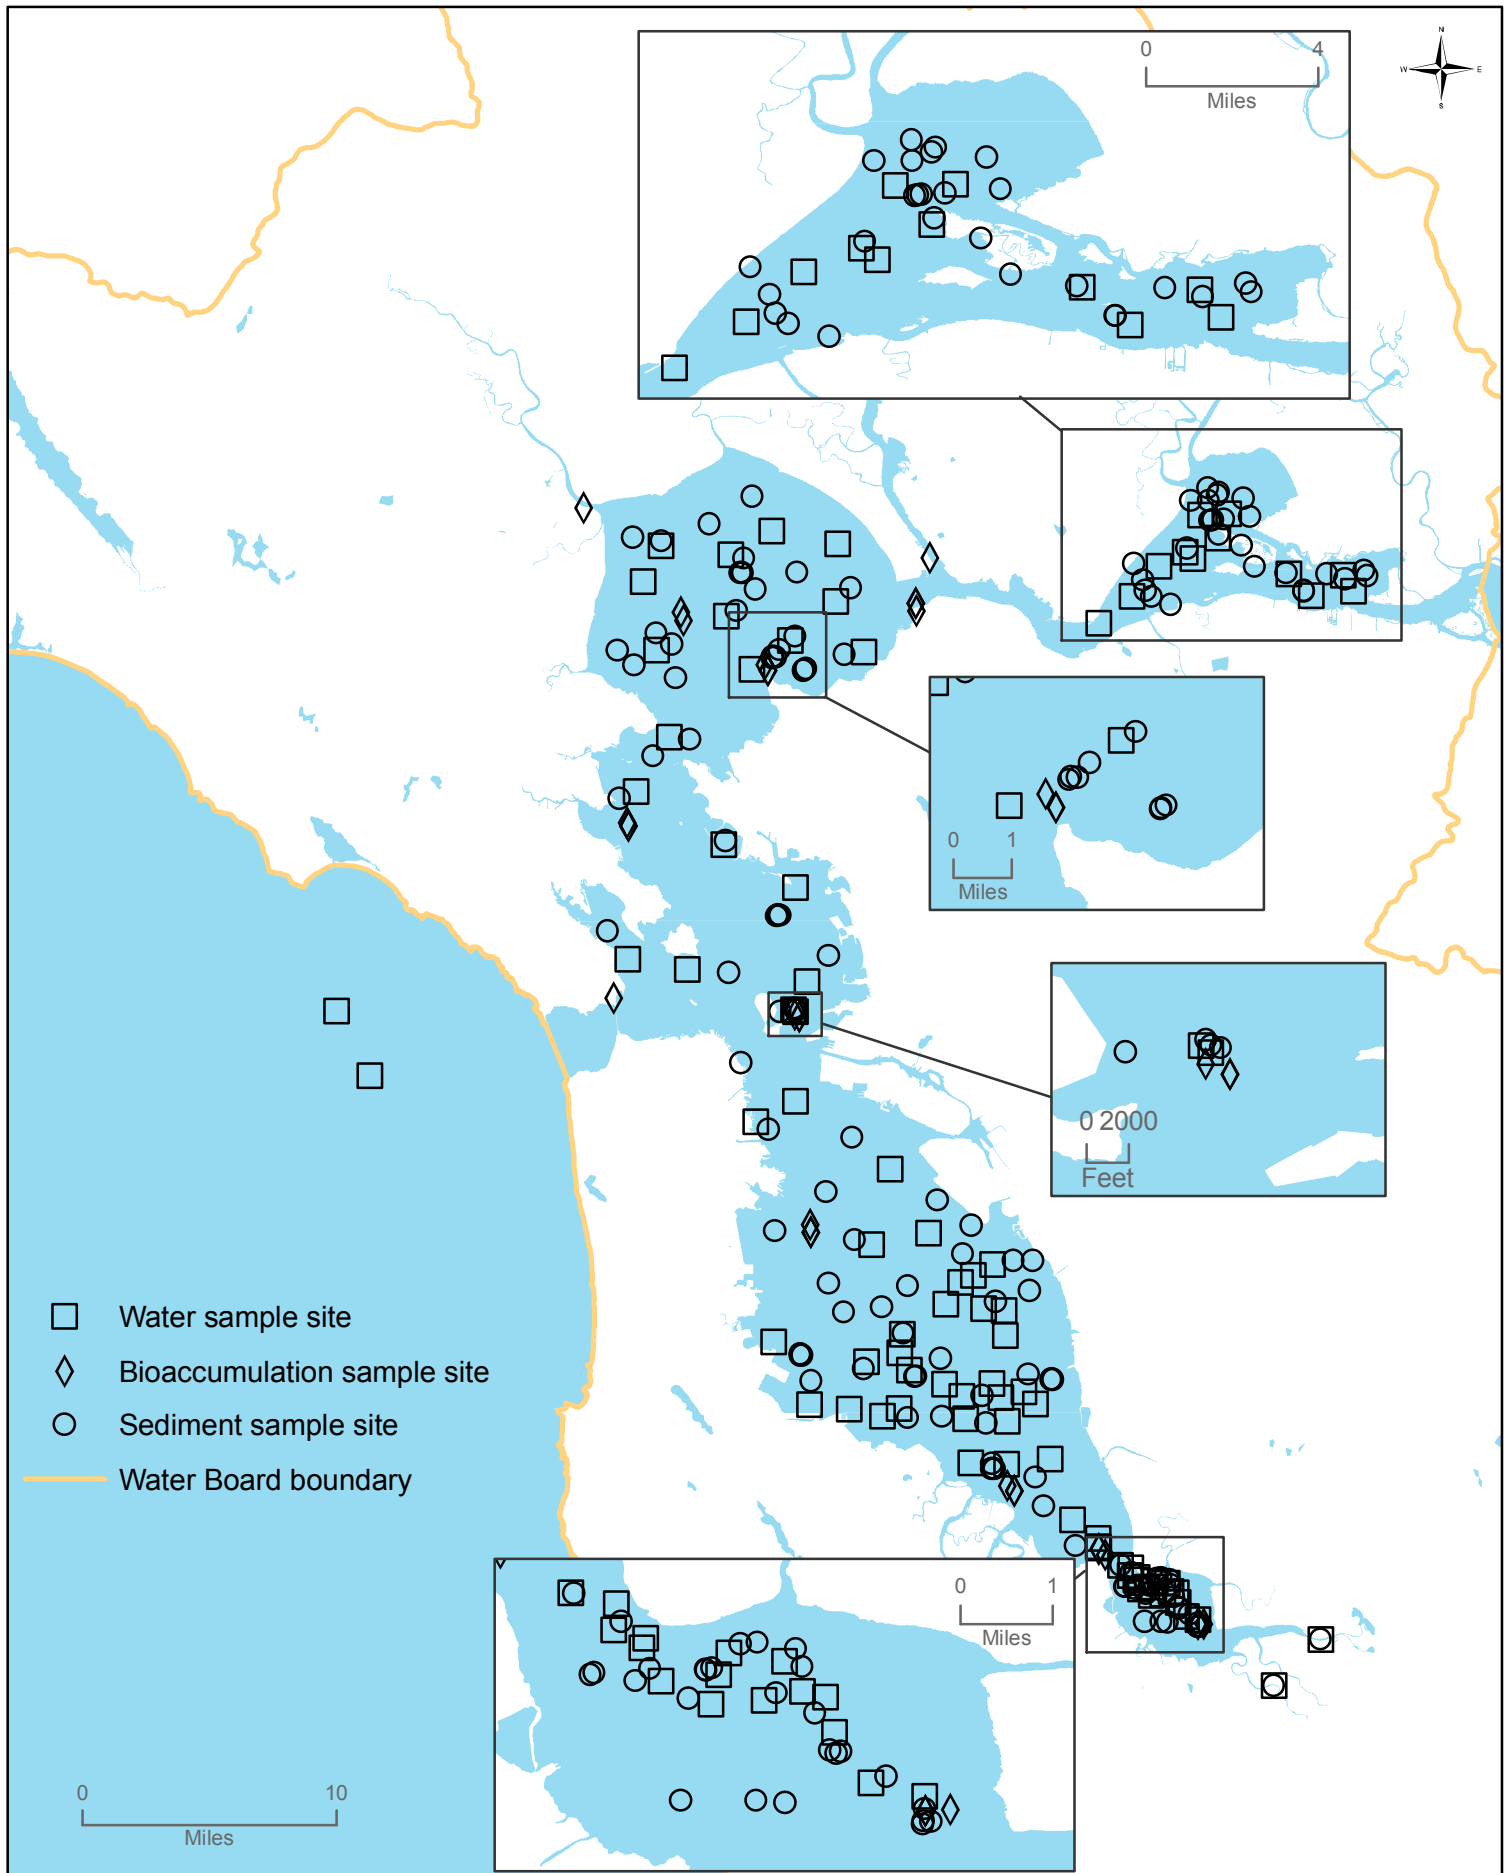 N
W E
S
0 4
Miles
0 1
Miles
0 2000
Feet
Water sample site
Bioaccumulation sample site
Sediment sample site
Water Board boundary
0 1
Miles
0 10
Miles